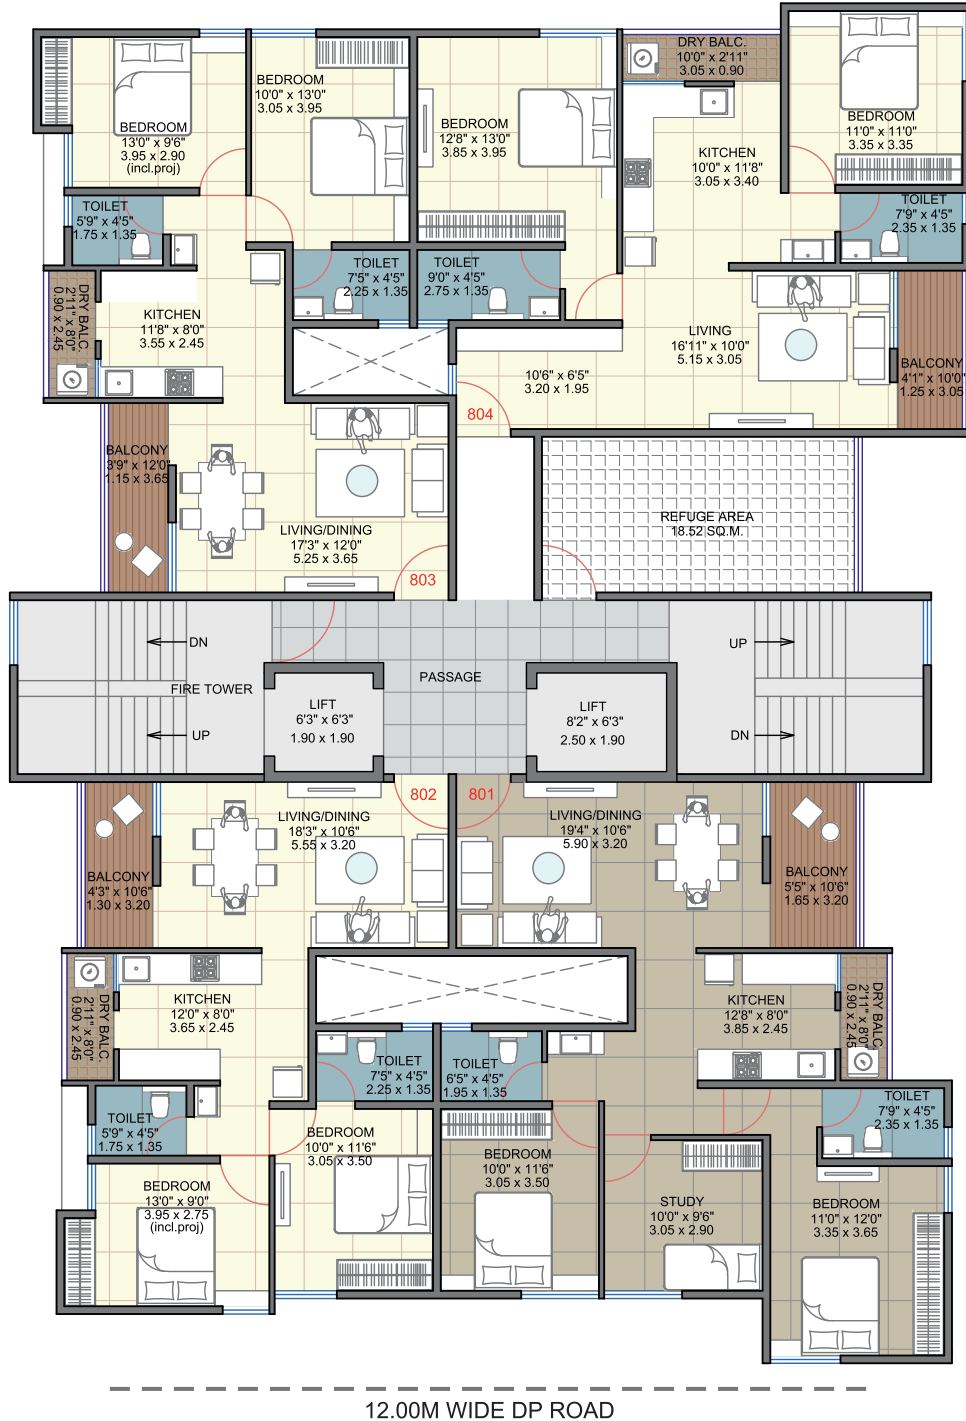 DRY BALC.
10'0" x 2'11"
3.05 x 0.90
BEDROOM
10'0" x 13'0"
3.05 x 3.95
BEDROOM
13'0" x 9'6"
3.95 x 2.90
(incl.proj)
BEDROOM
12'8" x 13'0"
3.85 x 3.95
BEDROOM
11'0" x 11'0"
3.35 x 3.35
KITCHEN
10'0" x 11'8"
3.05 x 3.40
TOILET
5'9" x 4'5"
1.75 x 1.35
TOILET
7'9" x 4'5"
2.35 x 1.35
TOILET
7'5" x 4'5"
2.25 x 1.35
TOILET
9'0" x 4'5"
2.75 x 1.35
DRY BALC.
2'11" x 8'0"
0.90 x 2.45
KITCHEN
11'8" x 8'0"
3.55 x 2.45
LIVING
16'11" x 10'0"
5.15 x 3.05
BALCONY
4'1" x 10'0"
1.25 x 3.05
10'6" x 6'5"
3.20 x 1.95
804
BALCONY
3'9" x 12'0"
1.15 x 3.65
LIVING/DINING
17'3" x 12'0"
5.25 x 3.65
803
REFUGE AREA
18.52 SQ.M.
DN
UP
FIRE TOWER
PASSAGE
LIFT
6'3" x 6'3"
1.90 x 1.90
LIFT
8'2" x 6'3"
2.50 x 1.90
UP
DN
802
801
LIVING/DINING
18'3" x 10'6"
5.55 x 3.20
LIVING/DINING
19'4" x 10'6"
5.90 x 3.20
BALCONY
4'3" x 10'6"
1.30 x 3.20
BALCONY
5'5" x 10'6"
1.65 x 3.20
DRY BALC.
2'11" x 8'0"
0.90 x 2.45
KITCHEN
12'0" x 8'0"
3.65 x 2.45
KITCHEN
12'8" x 8'0"
3.85 x 2.45
DRY BALC.
2'11" x 8'0"
0.90 x 2.45
TOILET
7'5" x 4'5"
2.25 x 1.35
TOILET
6'5" x 4'5"
1.95 x 1.35
TOILET
5'9" x 4'5"
1.75 x 1.35
TOILET
7'9" x 4'5"
2.35 x 1.35
BEDROOM
10'0" x 11'6"
3.05 x 3.50
BEDROOM
10'0" x 11'6"
3.05 x 3.50
BEDROOM
13'0" x 9'0"
3.95 x 2.75
(incl.proj)
STUDY
10'0" x 9'6"
3.05 x 2.90
BEDROOM
11'0" x 12'0"
3.35 x 3.65
12.00M WIDE DP ROAD